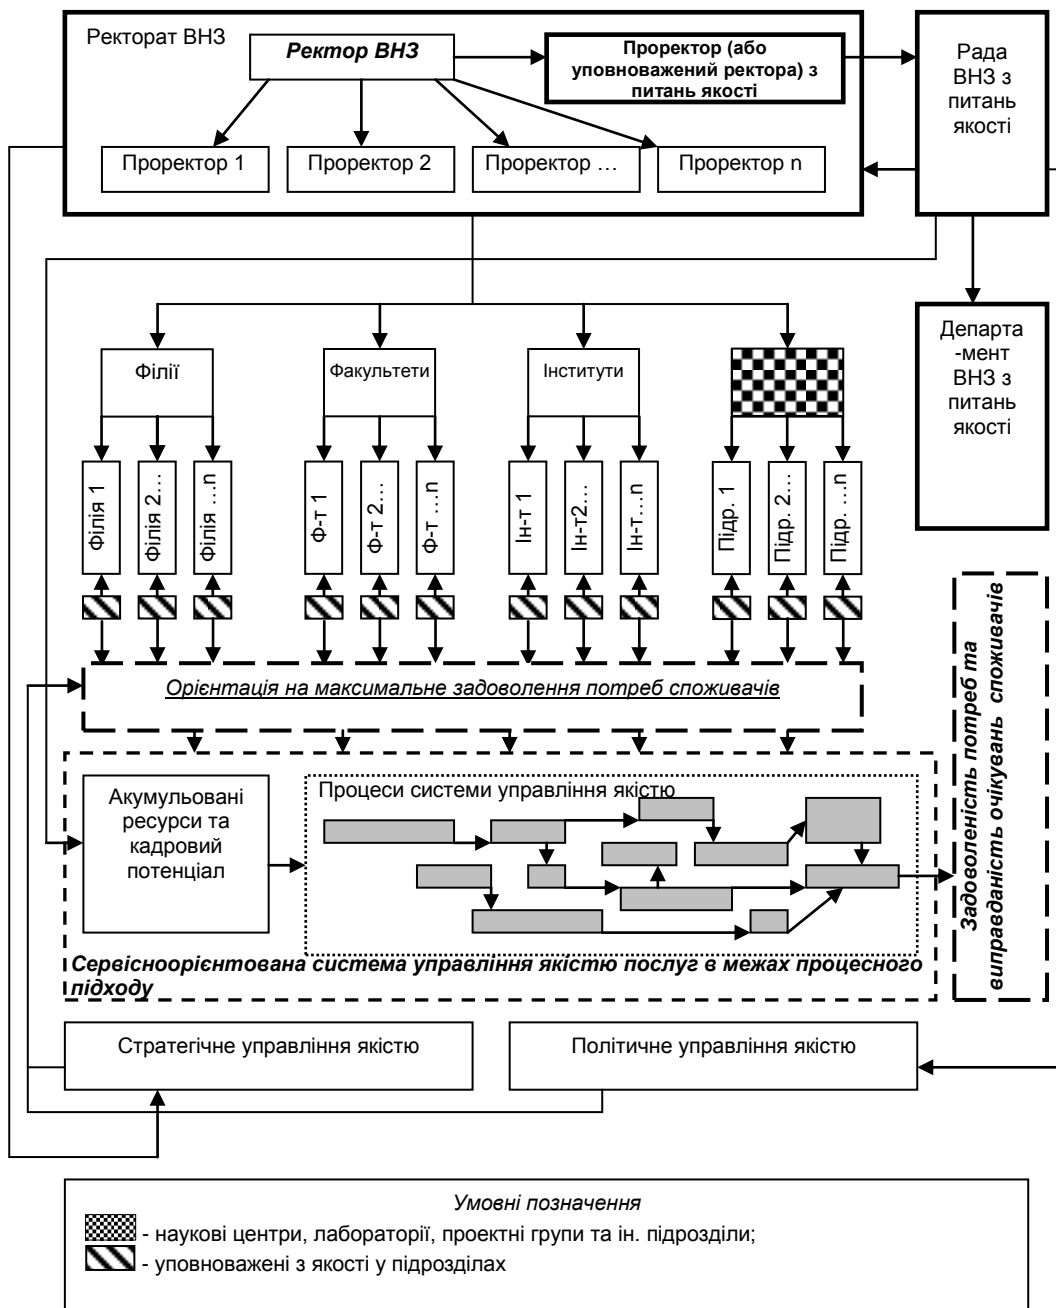 Ректорат ВНЗ
Ректор ВНЗ
Проректор (або
уповноважений ректора) з
питань якості
Рада
ВНЗ з
питань
якості
Проректор 1
Проректор 2
Проректор …
Проректор n
Департа
-мент
ВНЗ з
питань
якості
Філії
Факультети
Інститути
Філія 1
Філія 2…
Філія …n
Ф-т 1
Ф-т 2…
Ф-т …n
Ін-т 1
Ін-т2…
Ін-т…n
Підр. 1
Підр. 2…
Підр. …n
Орієнтація на максимальне задоволення потреб споживачів
Задоволеність потреб та
виправданість очікувань споживачів
Акумульовані
ресурси та
кадровий
потенціал
Процеси системи управління якістю
Сервісноорієнтована система управління якістю послуг в межах процесного
підходу
Стратегічне управління якістю
Політичне управління якістю
Умовні позначення
- наукові центри, лабораторії, проектні групи та ін. підрозділи;
- уповноважені з якості у підрозділах